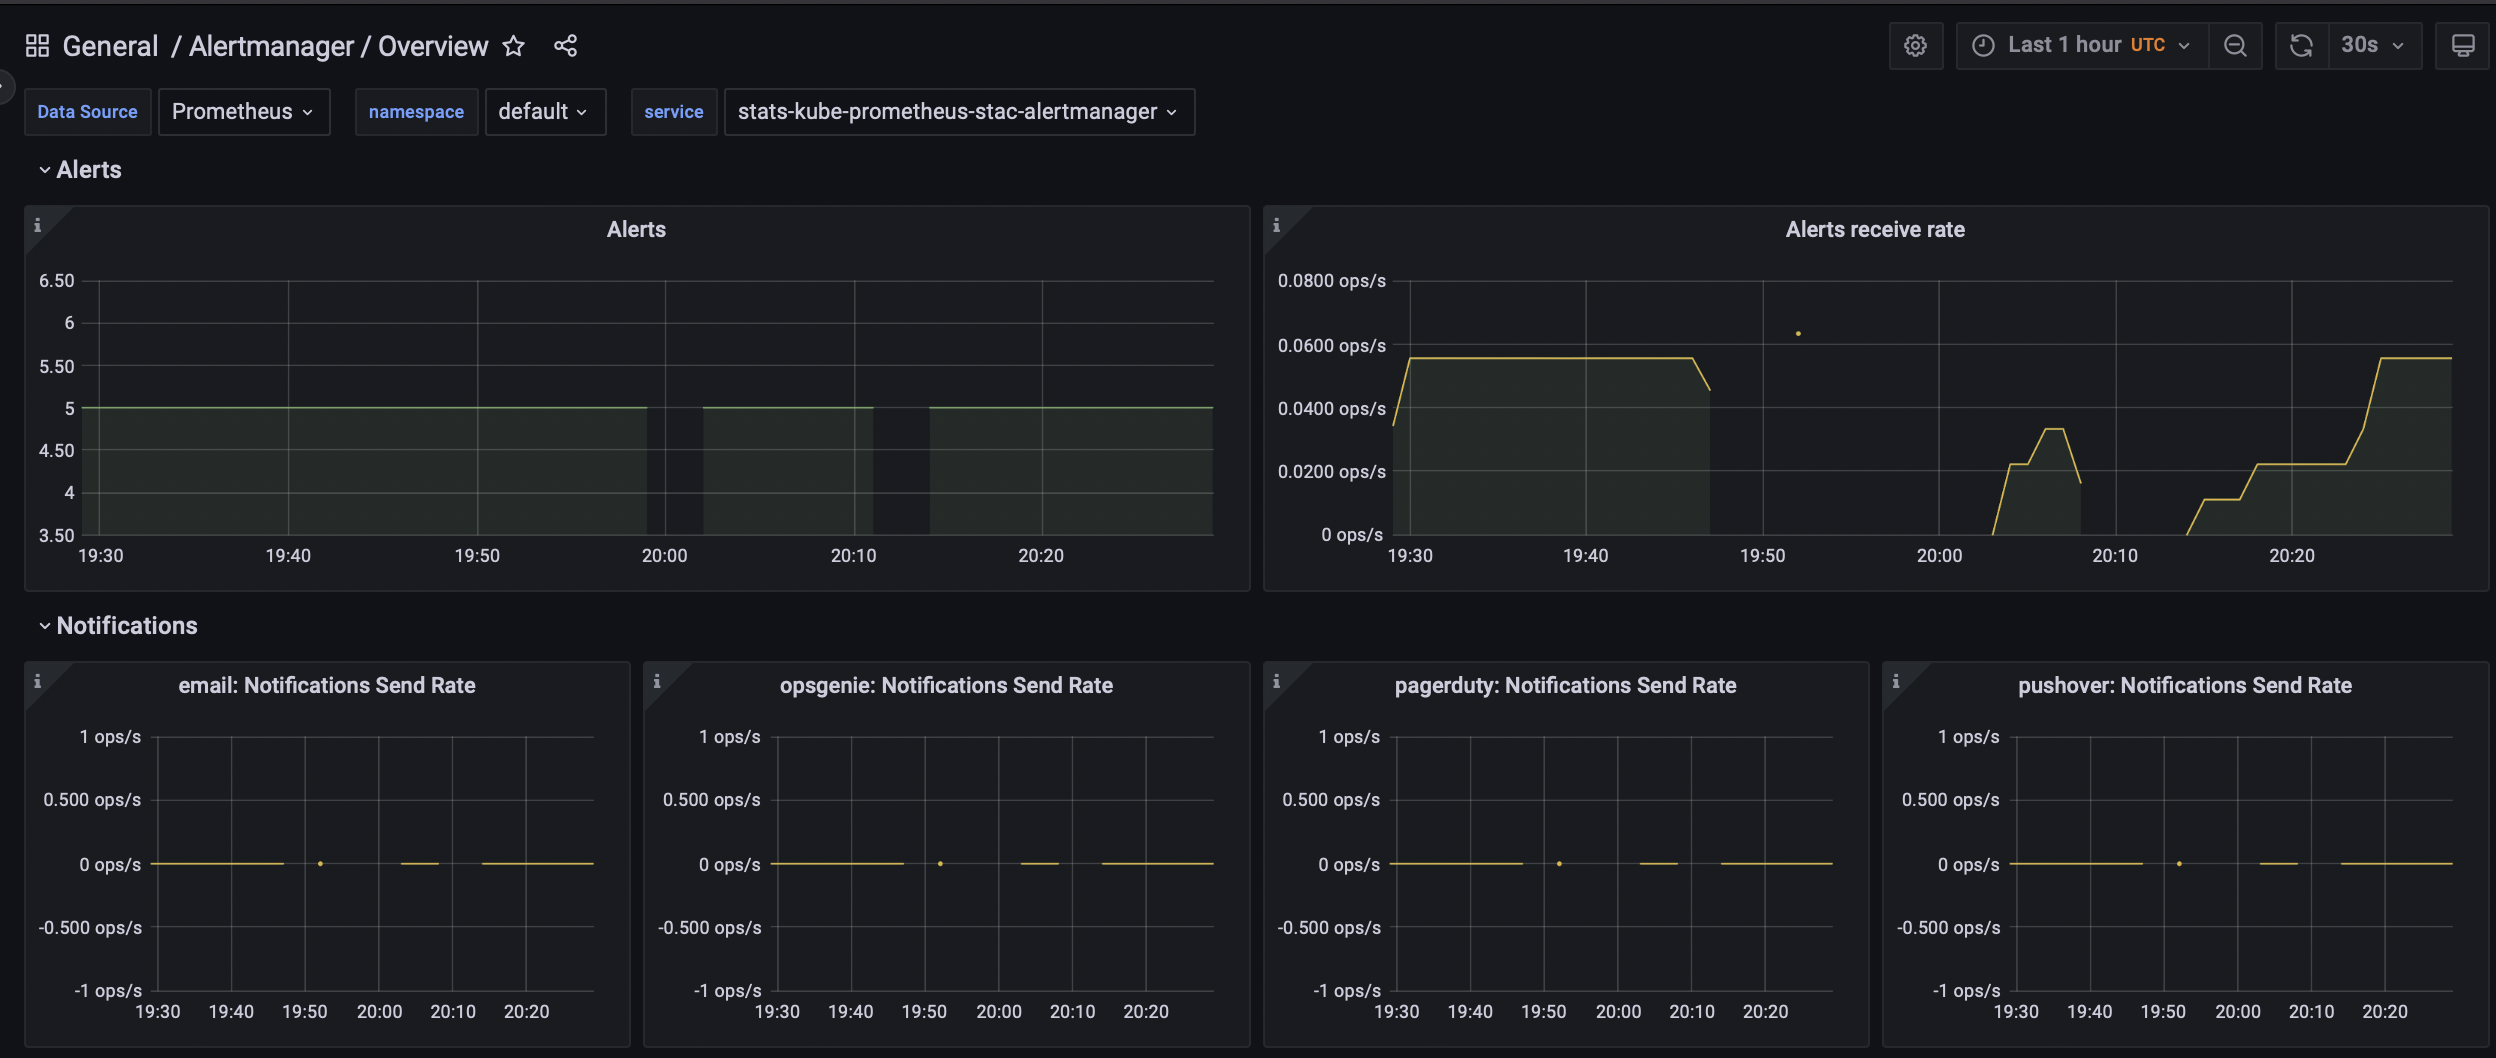 General / Alertmanager / Overview
Last 1 hour UTC
30s
Data Source Prometheus namespace default service stats-kube-prometheus-stac-alertmanager
Alerts
i
Alerts
6.50
6
5.50
5
4.50
4
3.50
19:30 19:40 19:50 20:00 20:10 20:20
i
Alerts receive rate
0.0800 ops/s
0.0600 ops/s
0.0400 ops/s
0.0200 ops/s
0 ops/s
19:30 19:40 19:50 20:00 20:10 20:20
Notifications
i
email: Notifications Send Rate
1 ops/s
0.500 ops/s
0 ops/s
-0.500 ops/s
-1 ops/s
19:30 19:40 19:50 20:00 20:10 20:20
i
opsgenie: Notifications Send Rate
1 ops/s
0.500 ops/s
0 ops/s
-0.500 ops/s
-1 ops/s
19:30 19:40 19:50 20:00 20:10 20:20
i
pagerduty: Notifications Send Rate
1 ops/s
0.500 ops/s
0 ops/s
-0.500 ops/s
-1 ops/s
19:30 19:40 19:50 20:00 20:10 20:20
i
pushover: Notifications Send Rate
1 ops/s
0.500 ops/s
0 ops/s
-0.500 ops/s
-1 ops/s
19:30 19:40 19:50 20:00 20:10 20:20